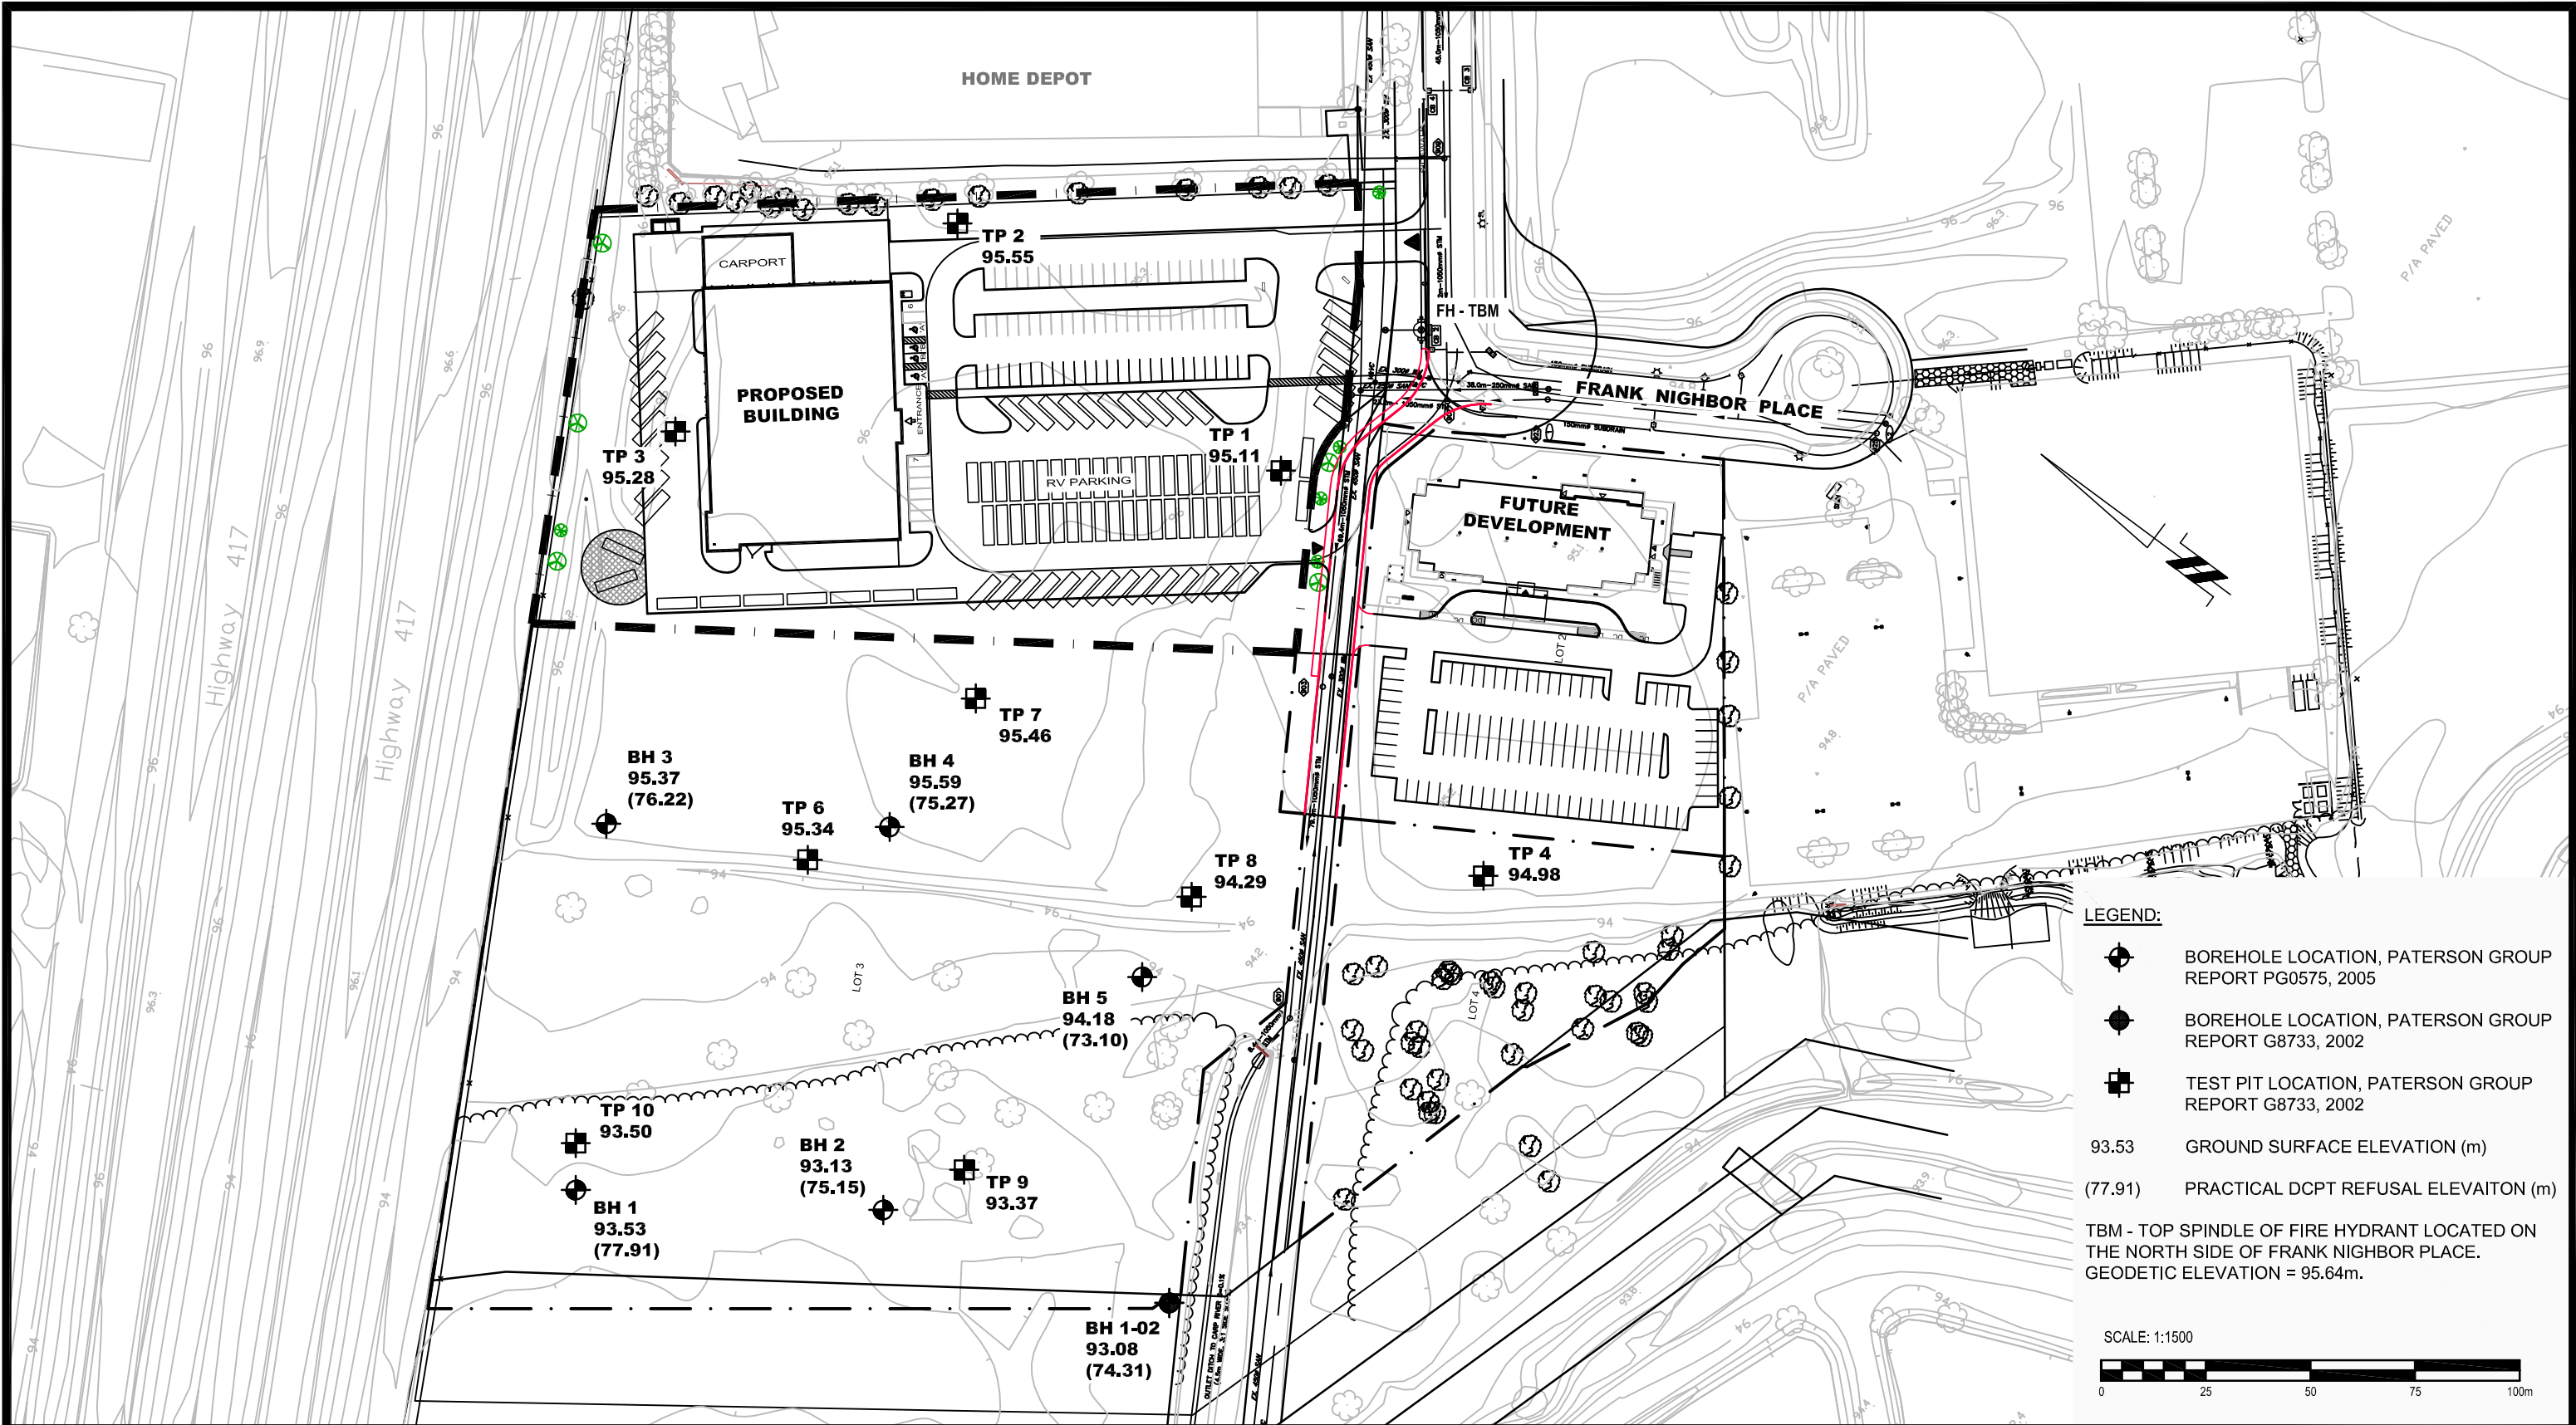 HOME DEPOT
TP 2
95.55
CARPORT
FH - TBM
PROPOSED
BUILDING
ENTRANCE
FRANK NIGHBOR PLACE
150mmø SUBDRAIN
TP 1
95.11
TP 3
95.28
RV PARKING
FUTURE
DEVELOPMENT
LOT 2
P/A PAVED
P/A PAVED
Highway 417
Highway 417
TP 7
95.46
BH 3
95.37
(76.22)
BH 4
95.59
(75.27)
TP 6
95.34
TP 8
94.29
TP 4
94.98
LOT 3
LOT 4
BH 5
94.18
(73.10)
TP 10
93.50
BH 2
93.13
(75.15)
TP 9
93.37
BH 1
93.53
(77.91)
BH 1-02
93.08
(74.31)
LEGEND:
BOREHOLE LOCATION, PATERSON GROUP
REPORT PG0575, 2005
BOREHOLE LOCATION, PATERSON GROUP
REPORT G8733, 2002
TEST PIT LOCATION, PATERSON GROUP
REPORT G8733, 2002
93.53 GROUND SURFACE ELEVATION (m)
(77.91) PRACTICAL DCPT REFUSAL ELEVAITON (m)
TBM - TOP SPINDLE OF FIRE HYDRANT LOCATED ON
THE NORTH SIDE OF FRANK NIGHBOR PLACE.
GEODETIC ELEVATION = 95.64m.
SCALE: 1:1500
0 25 50 75 100m